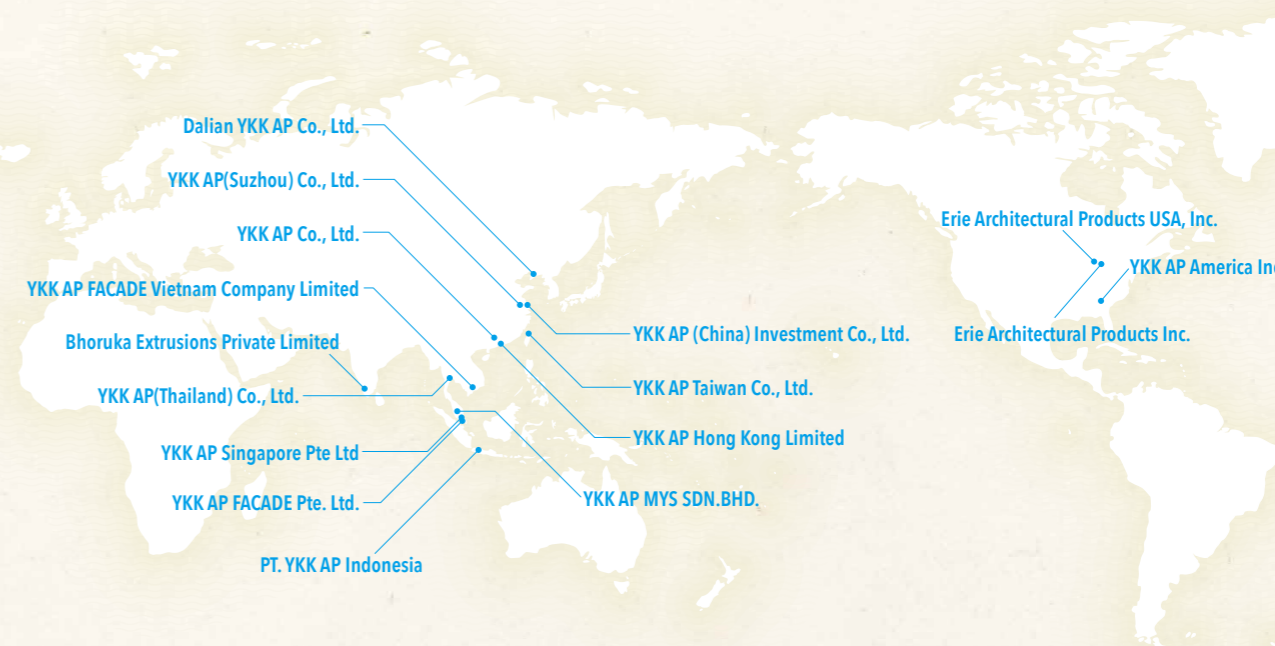 Dalian YKK AP Co., Ltd.
YKK AP(Suzhou) Co., Ltd.
YKK AP Co., Ltd.
YKK AP FACADE Vietnam Company Limited
Bhoruka Extrusions Private Limited
YKK AP(Thailand) Co., Ltd.
YKK AP Singapore Pte Ltd
YKK AP FACADE Pte. Ltd.
PT. YKK AP Indonesia
YKK AP (China) Investment Co., Ltd.
YKK AP Taiwan Co., Ltd.
YKK AP Hong Kong Limited
YKK AP MYS SDN.BHD.
Erie Architectural Products USA, Inc.
YKK AP America
Erie Architectural Products Inc.